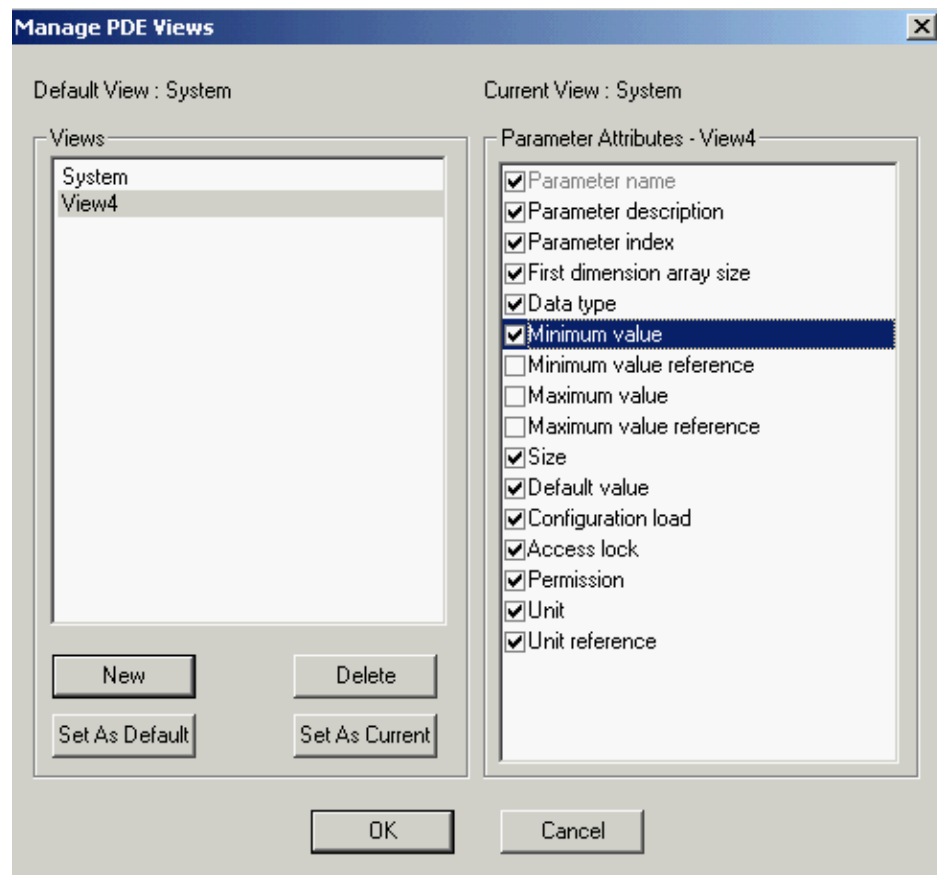 Manage PDE Views
Default View : System
Current View : System
Views
System
View4
New
Delete
Set As Default
Set As Current
Parameter Attributes - View4
Parameter name
Parameter description
Parameter index
First dimension array size
Data type
Minimum value
Minimum value reference
Maximum value
Maximum value reference
Size
Default value
Configuration load
Access lock
Permission
Unit
Unit reference
OK
Cancel